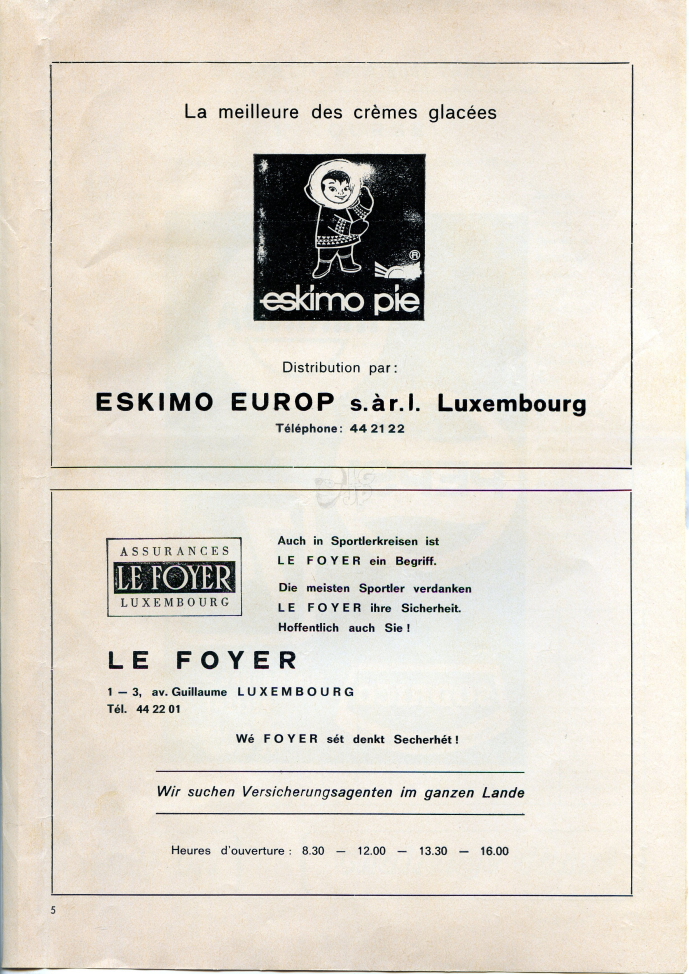 La meilleure des crèmes glacées
®
eskimo pie
Distribution par:
ESKIMO EUROP s.àr.l. Luxembourg
Téléphone: 44 21 22
ASSURANCES
LE FOYER
LUXEMBOURG
Auch in Sportlerkreisen ist
LE FOYER ein Begriff.
Die meisten Sportler verdanken
LE FOYER ihre Sicherheit.
Hoffentlich auch Sie !
LE FOYER
1 – 3, av. Guillaume LUXEMBOURG
Tél. 44 22 01
Wé FOYER sét denkt Secherhét !
Wir suchen Versicherungsagenten im ganzen Lande
Heures d'ouverture : 8.30 – 12.00 – 13.30 – 16.00
5